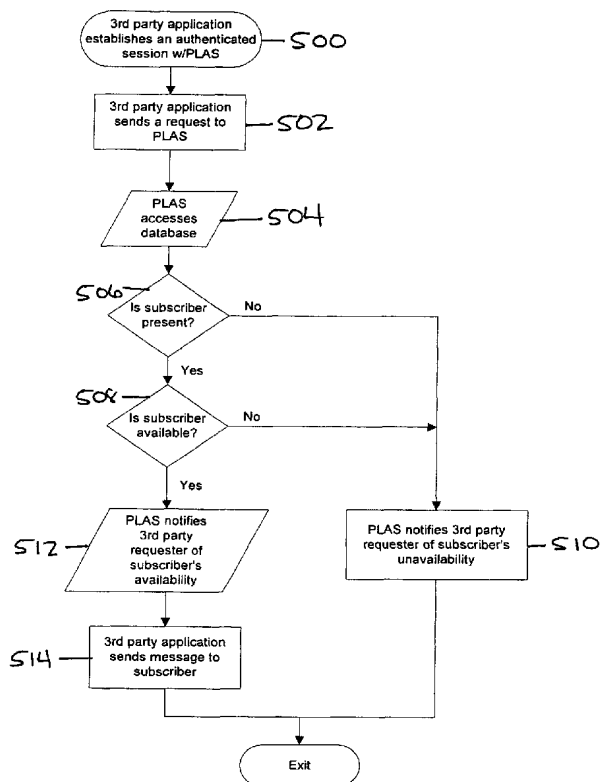 3rd party application
establishes an authenticated
session w/PLAS
500
3rd party application
sends a request to
PLAS
502
PLAS
accesses
database
504
506
Is subscriber
present?
No
Yes
508
Is subscriber
available?
No
Yes
512
PLAS notifies
3rd party
requester of
subscriber's
availability
PLAS notifies 3rd party
requester of subscriber's
unavailability
510
514
3rd party application
sends message to
subscriber
Exit